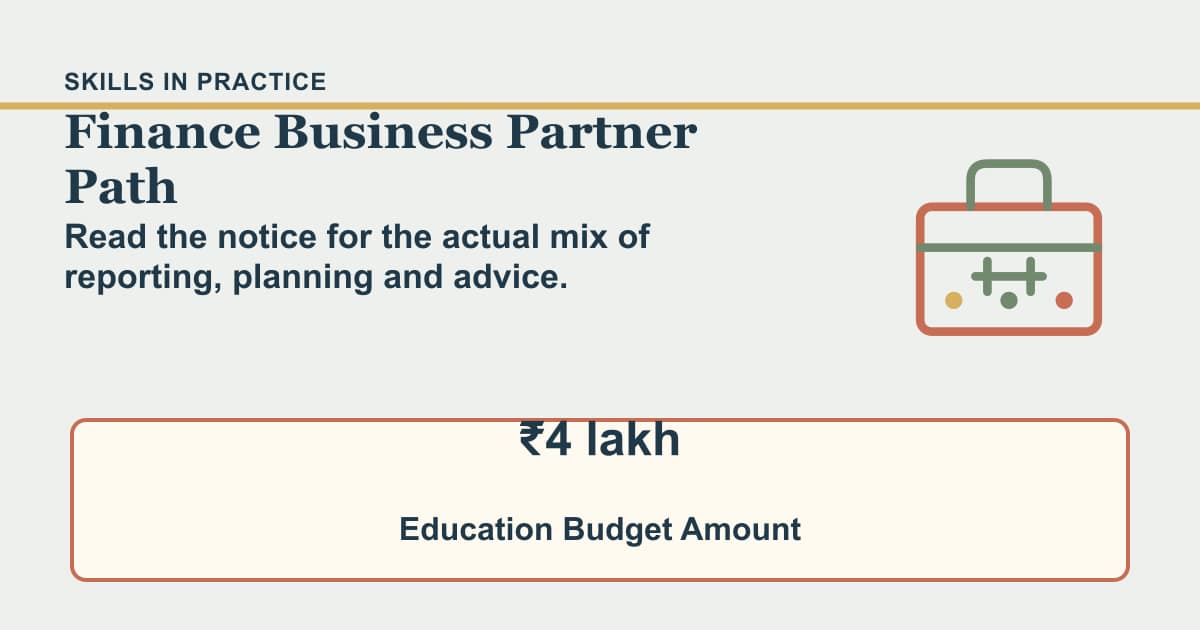 SKILLS IN PRACTICE
Finance Business Partner
Path
Read the notice for the actual mix of
reporting, planning and advice.
₹4 lakh
Education Budget Amount